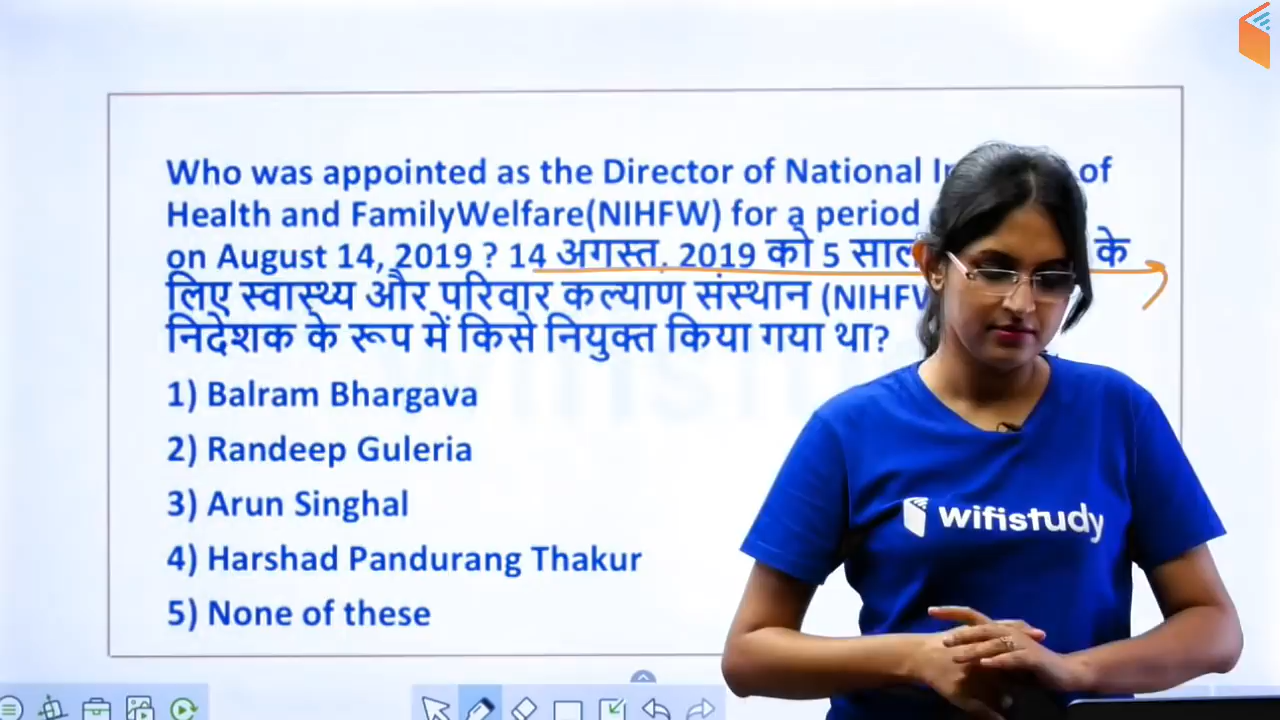 Who was appointed as the Director of National of
Health and FamilyWelfare(NIHFW) for a period
on August 14, 2019 ? 14 अगस्त, 2019 को 5 साल के
लिए स्वास्थ्य और परिवार कल्याण संस्थान (NIHFW
निदेशक के रूप में किसे नियुक्त किया गया था?
1) Balram Bhargava
2) Randeep Guleria
3) Arun Singhal
4) Harshad Pandurang Thakur
5) None of these
wifistudy